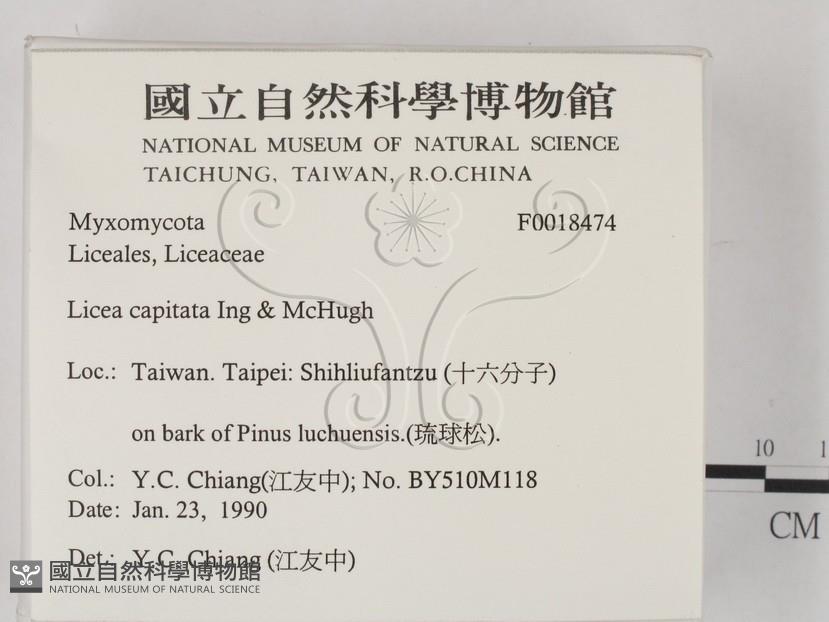 國立自然科學博物館
NATIONAL MUSEUM OF NATURAL SCIENCE
TAICHUNG, TAIWAN, R.O.CHINA
Myxomycota F0018474
Liceales, Liceaceae
Licea capitata Ing & McHugh
Loc.: Taiwan. Taipei: Shihliufantzu (十六分子)
on bark of Pinus luchuensis.(琉球松).
Col.: Y.C. Chiang(江友中); No. BY510M118
Date: Jan. 23, 1990
Det.: Y.C. Chiang (江友中)
國立自然科學博物館
NATIONAL MUSEUM OF NATURAL SCIENCE
10 1
CM